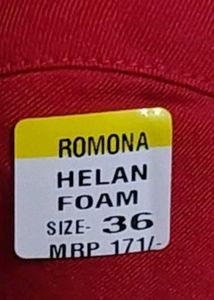 ROMONA
HELAN
FOAM
SIZE- 36
MRP 171/-